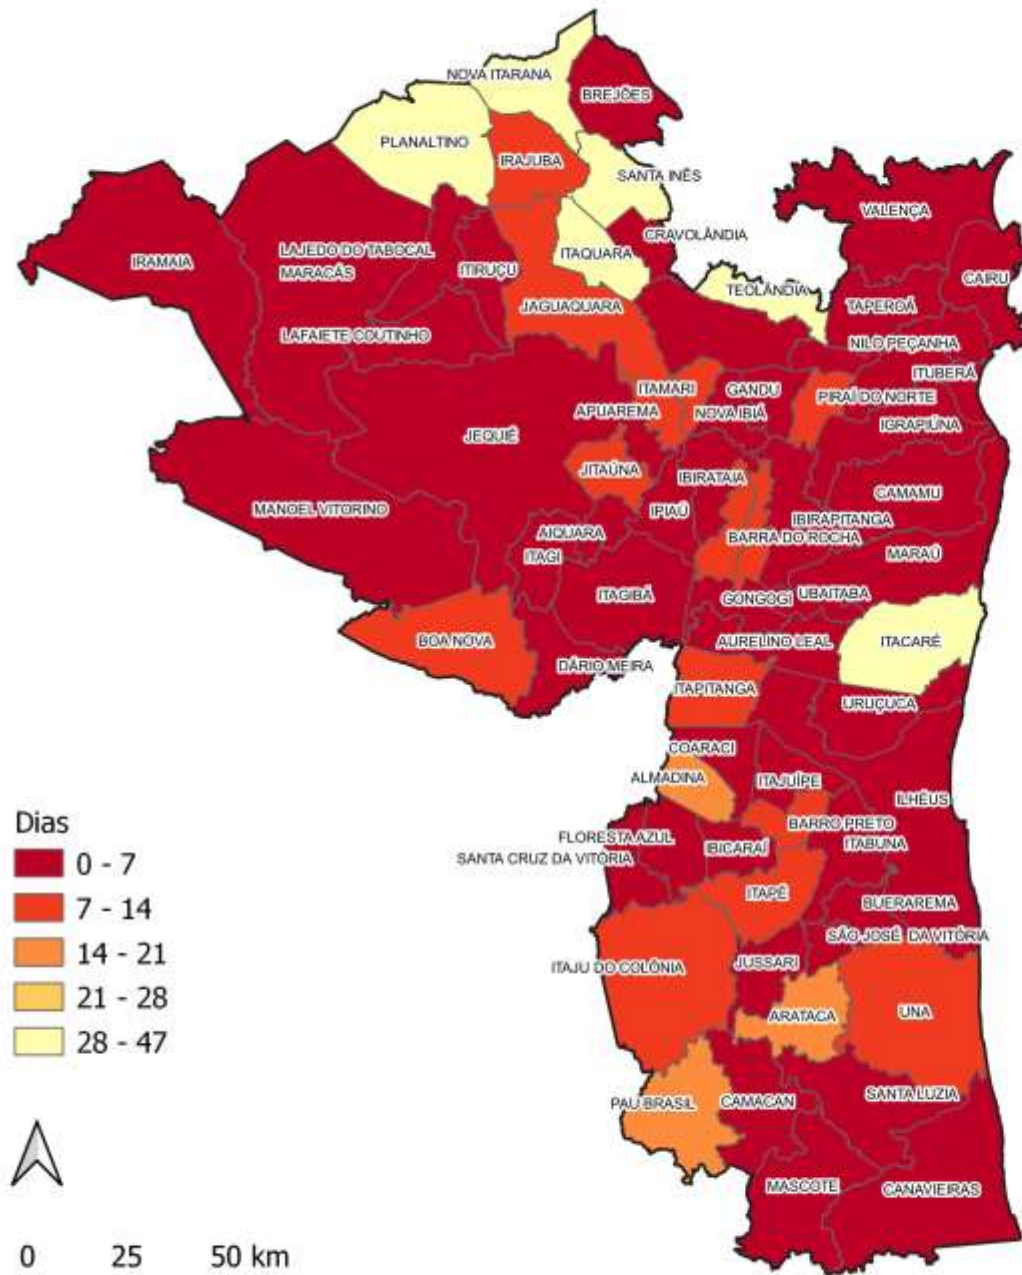 NOVA ITARANA
BREJÕES
PLANALTINO
IRAJUBA
SANTA INÊS
VALENÇA
CRAVOLÂNDIA
LAJEDO DO TABOCAL
ITAQUARA
IRAMAIA
MARACÁS
ITIRUÇU
CAIRU
TEOLÂNDIA
JAGUAQUARA
TAPEROÁ
LAFAIETE COUTINHO
NILO PEÇANHA
ITUBERÁ
ITAMARI
GANDU
PIRAÍ DO NORTE
APUAREMA
NOVA IBIÁ
IGRAPIÚNA
JEQUIÉ
JITAÚNA
IBIRATAIA
CAMAMU
MANOEL VITORINO
IPIAÚ
IBIRAPITANGA
AIQUARA
BARRA DO ROCHA
ITAGI
MARAÚ
ITAGIBÁ
GONGOGI
UBAITABA
BOA NOVA
AURELINO LEAL
ITACARÉ
DÁRIO MEIRA
ITAPITANGA
URUÇUCA
COARACI
ALMADINA
ITAJUÍPE
ILHÉUS
BARRO PRETO
FLORESTA AZUL
IBICARAÍ
ITABUNA
SANTA CRUZ DA VITÓRIA
ITAPÉ
BUERAREMA
SÃO JOSÉ DA VITÓRIA
ITAJU DO COLÔNIA
JUSSARI
ARATACA
UNA
PAU BRASIL
CAMACAN
SANTA LUZIA
MASCOTE
CANAVIEIRAS
Dias
0 - 7
7 - 14
14 - 21
21 - 28
28 - 47
0 25 50 km